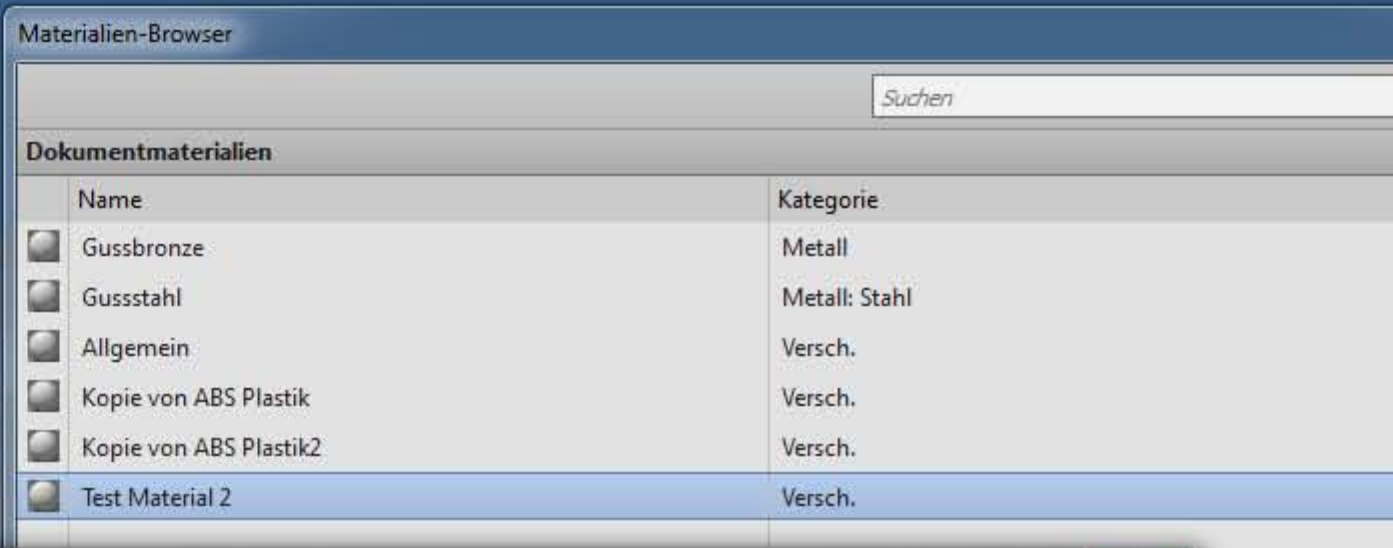 Materialien-Browser
Suchen
Dokumentmaterialien
Name Kategorie
Gussbronze Metall
Gussstahl Metall: Stahl
Allgemein Versch.
Kopie von ABS Plastik Versch.
Kopie von ABS Plastik2 Versch.
Test Material 2 Versch.